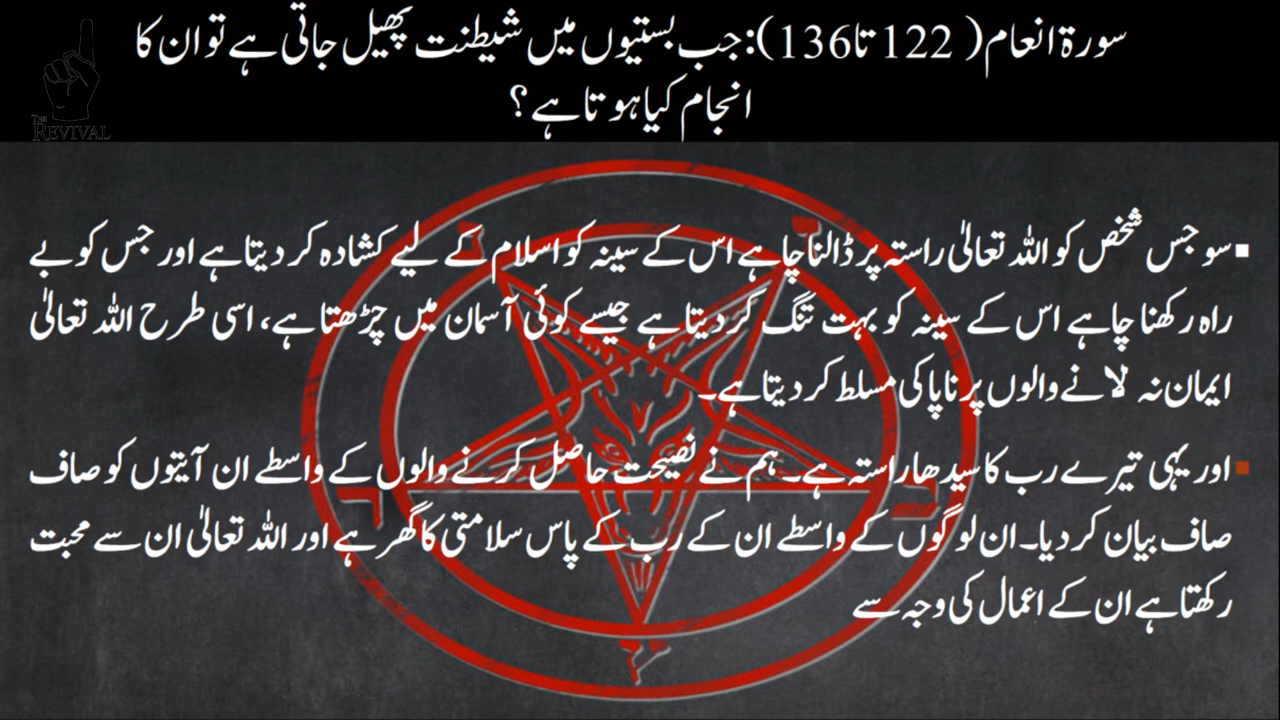 سورۃ انعام( 122 تا136):جب بستیوں میں شیطنت پھیل جاتی ہے تو ان کا
انجام کیا ہوتا ہے؟
THE
REVIVAL
▪ سو جس شخص کو اللہ تعالیٰ راستہ پر ڈالنا چاہے اس کے سینہ کو اسلام کے لیے کشادہ کر دیتا ہے اور جس کو بے
راہ رکھنا چاہے اس کے سینہ کو بہت تنگ کر دیتا ہے جیسے کوئی آسمان میں چڑھتا ہے، اسی طرح اللہ تعالیٰ
ایمان نہ لانے والوں پر ناپاکی مسلط کر دیتا ہے۔
▪ اور یہی تیرے رب کا سیدھا راستہ ہے۔ ہم نے نصیحت حاصل کرنے والوں کے واسطے ان آیتوں کو صاف
صاف بیان کر دیا۔ ان لوگوں کے واسطے ان کے رب کے پاس سلامتی کا گھر ہے اور اللہ تعالیٰ ان سے محبت
رکھتا ہے ان کے اعمال کی وجہ سے